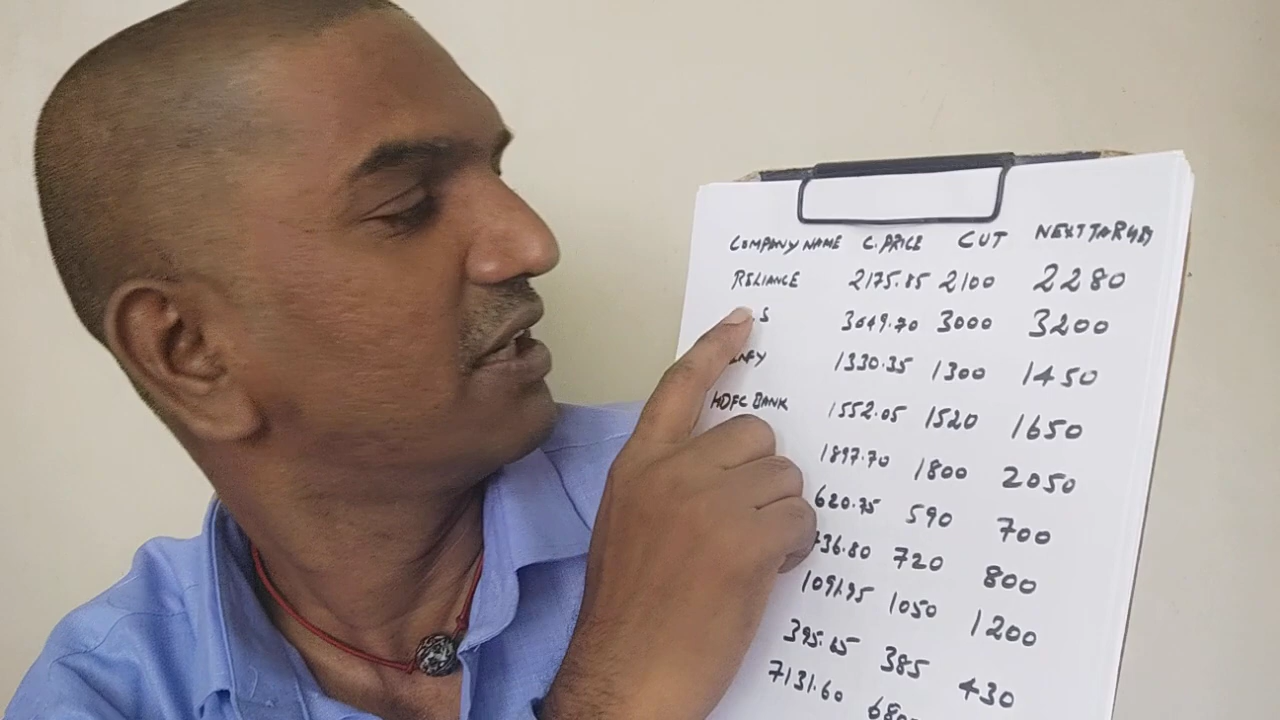 COMPANY NAME C.PRICE CUT NEXT TARGET
RELIANCE 2175.85 2100 2280
3049.70 3000 3200
1330.35 1300 1450
HDFC BANK 1552.05 1520 1650
1897.70 1800 2050
620.75 590 700
736.80 720 800
1091.95 1050 1200
395.65 385 430
7131.60